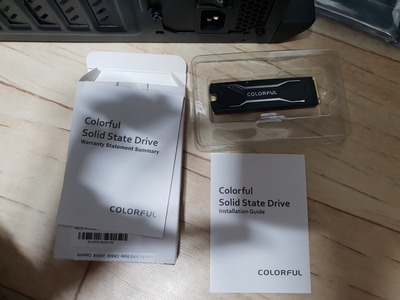 Colorful
Solid State Drive
Warranty Statement Summary
COLORFUL
COLORFUL
Colorful
Solid State Drive
Installation Guide
COLORFUL